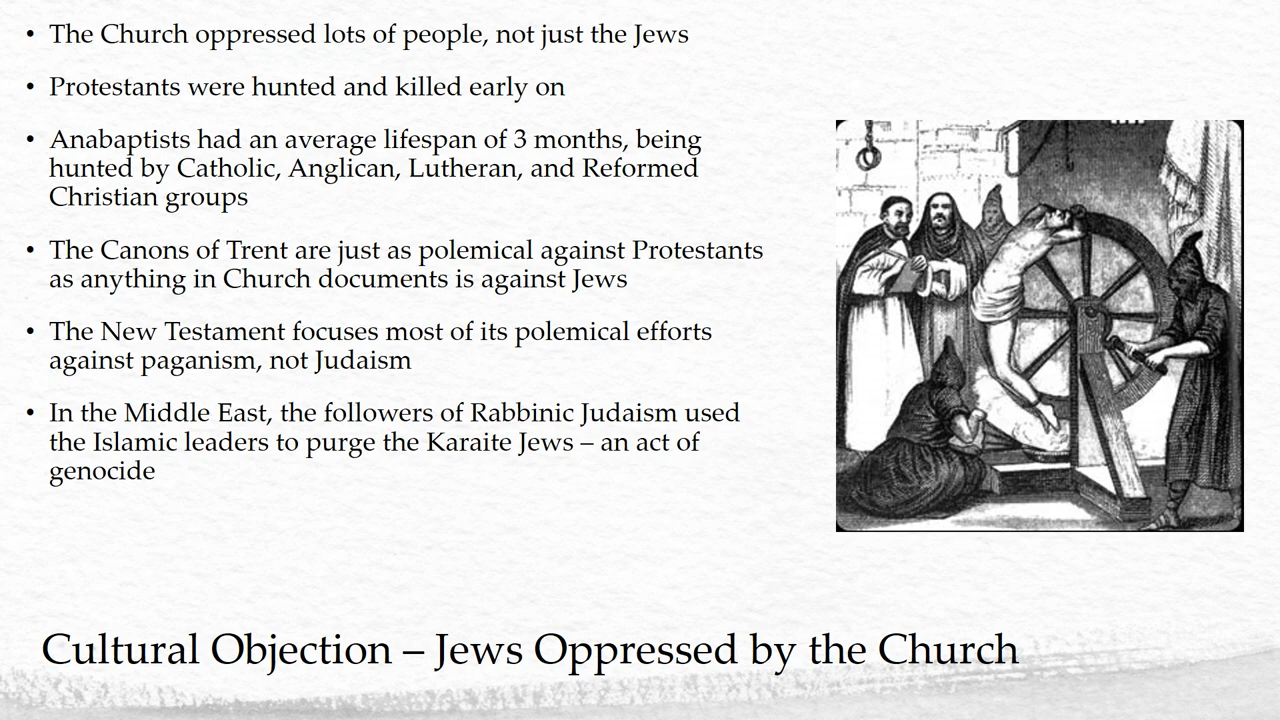 • The Church oppressed lots of people, not just the Jews
• Protestants were hunted and killed early on
• Anabaptists had an average lifespan of 3 months, being
hunted by Catholic, Anglican, Lutheran, and Reformed
Christian groups
• The Canons of Trent are just as polemical against Protestants
as anything in Church documents is against Jews
• The New Testament focuses most of its polemical efforts
against paganism, not Judaism
• In the Middle East, the followers of Rabbinic Judaism used
the Islamic leaders to purge the Karaite Jews – an act of
genocide
Cultural Objection – Jews Oppressed by the Church